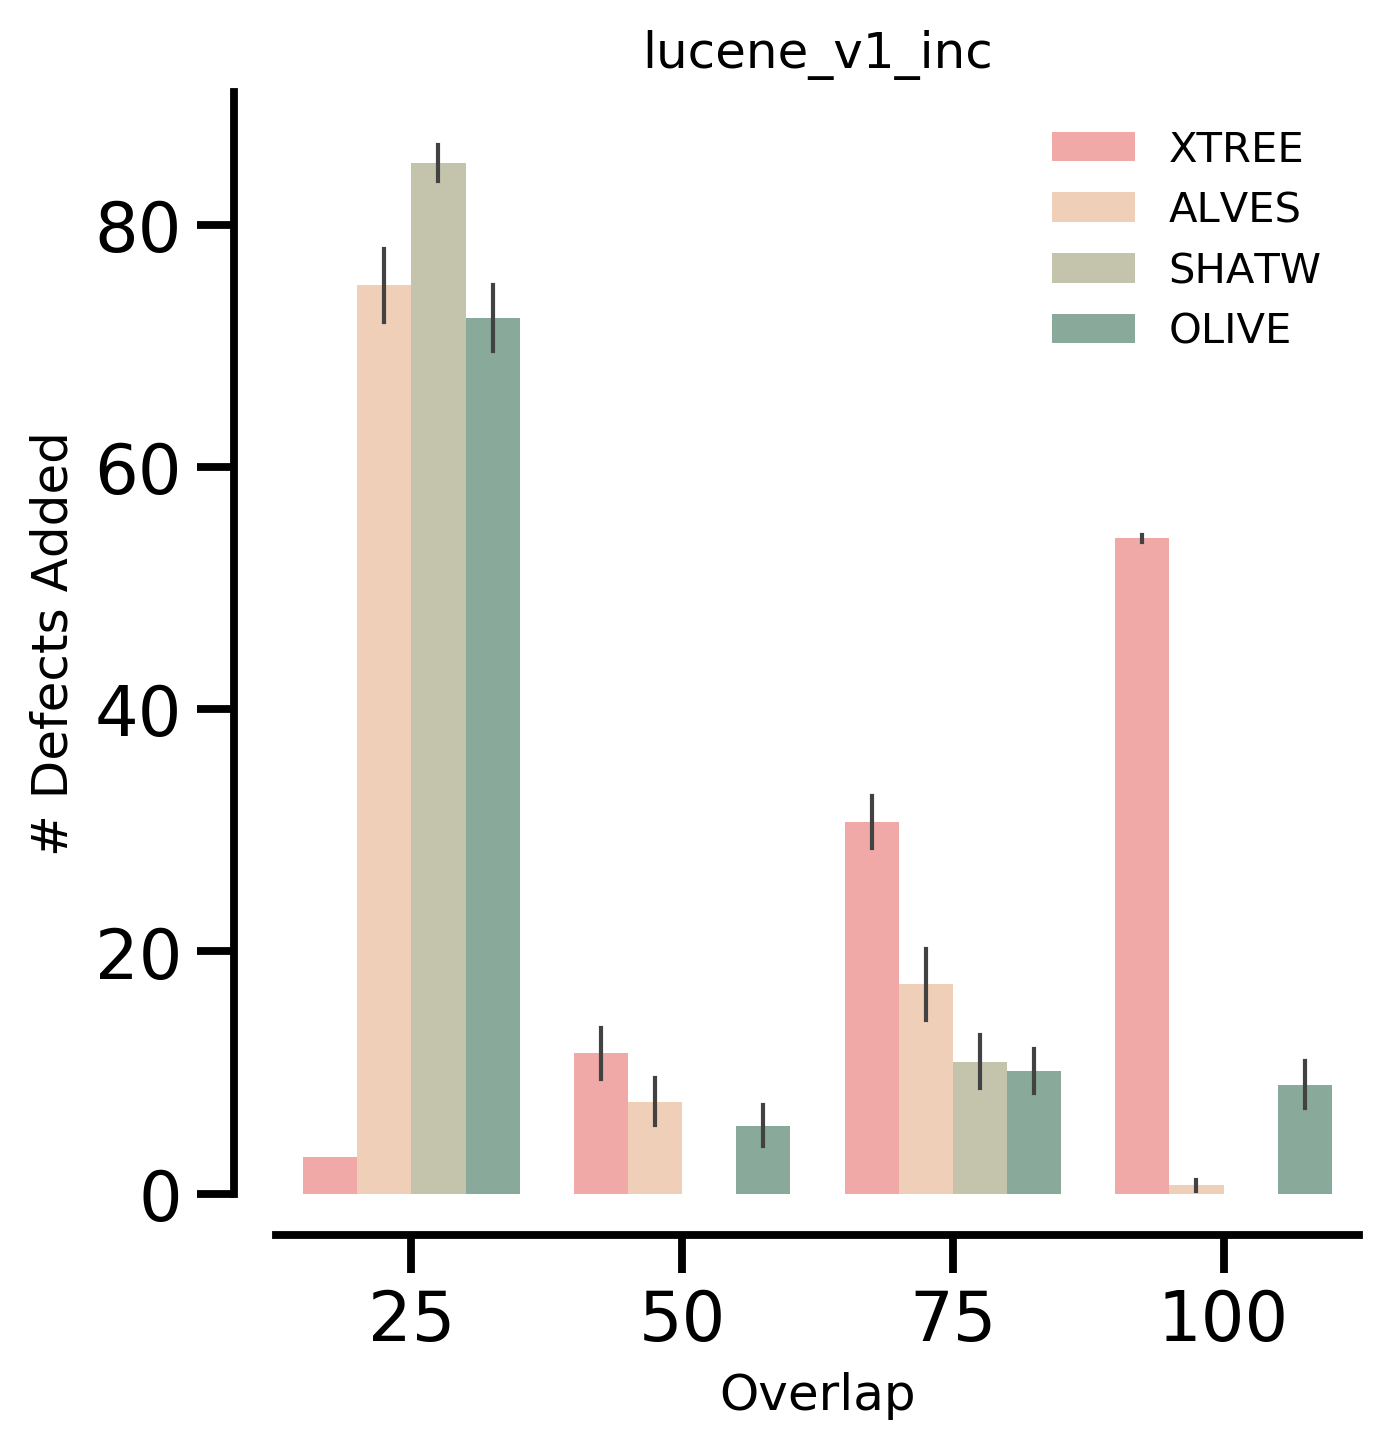 lucene_v1_inc
XTREE
ALVES
SHATW
OLIVE
# Defects Added
80
60
40
20
0
25 50 75 100
Overlap